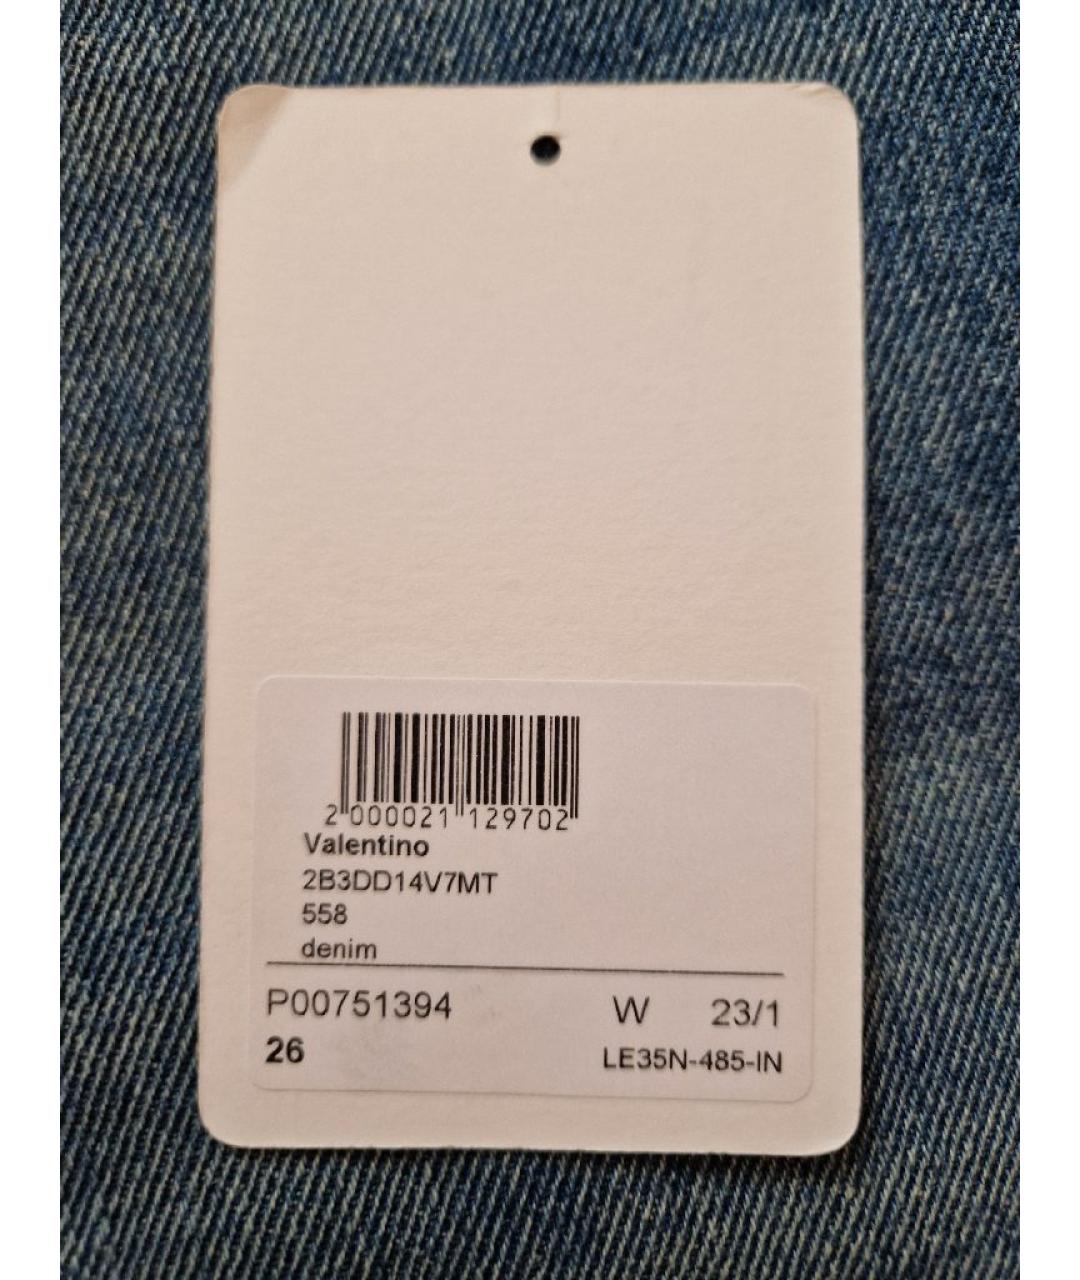 2 000021 129702
Valentino
2B3DD14V7MT
558
denim
P00751394 W 23/1
26 LE35N-485-IN